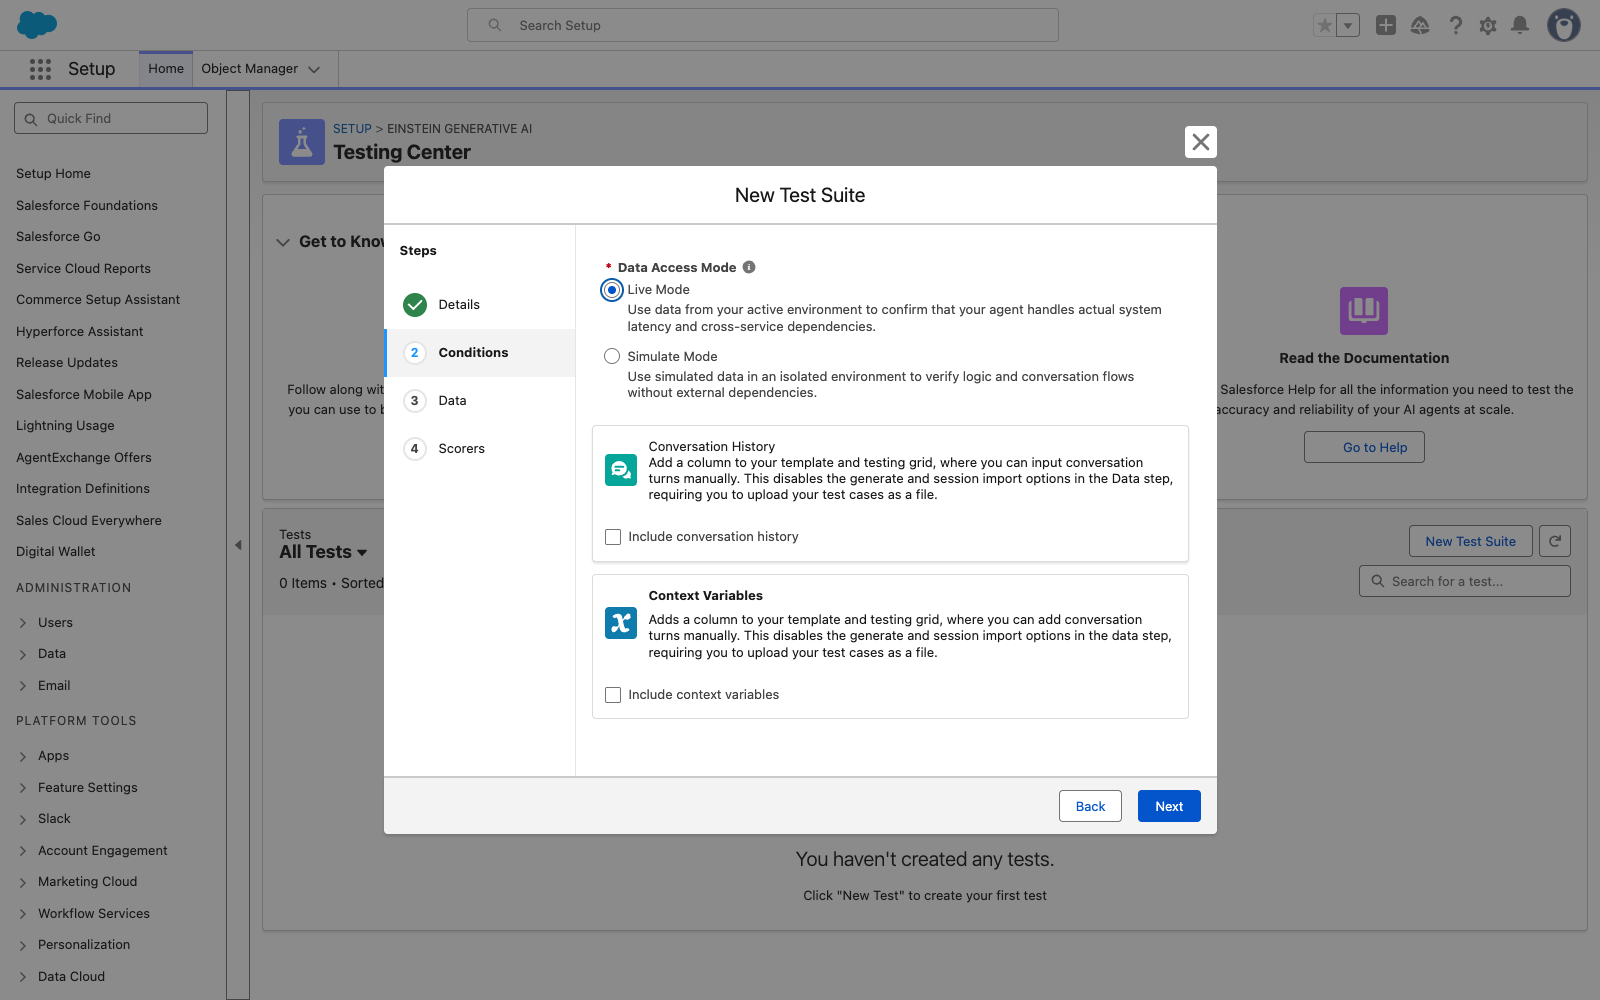 Search Setup
Setup
Home
Object Manager
Quick Find
Setup Home
Salesforce Foundations
Salesforce Go
Service Cloud Reports
Commerce Setup Assistant
Hyperforce Assistant
Release Updates
Salesforce Mobile App
Lightning Usage
AgentExchange Offers
Integration Definitions
Sales Cloud Everywhere
Digital Wallet
ADMINISTRATION
Users
Data
Email
PLATFORM TOOLS
Apps
Feature Settings
Slack
Account Engagement
Marketing Cloud
Workflow Services
Personalization
Data Cloud
SETUP > EINSTEIN GENERATIVE AI
Testing Center
Get to Know
Follow along wit
you can use to b
Read the Documentation
Salesforce Help for all the information you need to test the
accuracy and reliability of your AI agents at scale.
Go to Help
Tests
All Tests
0 Items • Sorted
New Test Suite
Search for a test...
You haven't created any tests.
Click "New Test" to create your first test
New Test Suite
Steps
Details
2 Conditions
3 Data
4 Scorers
* Data Access Mode
Live Mode
Use data from your active environment to confirm that your agent handles actual system
latency and cross-service dependencies.
Simulate Mode
Use simulated data in an isolated environment to verify logic and conversation flows
without external dependencies.
Conversation History
Add a column to your template and testing grid, where you can input conversation
turns manually. This disables the generate and session import options in the Data step,
requiring you to upload your test cases as a file.
Include conversation history
Context Variables
Adds a column to your template and testing grid, where you can add conversation
turns manually. This disables the generate and session import options in the data step,
requiring you to upload your test cases as a file.
Include context variables
Back
Next